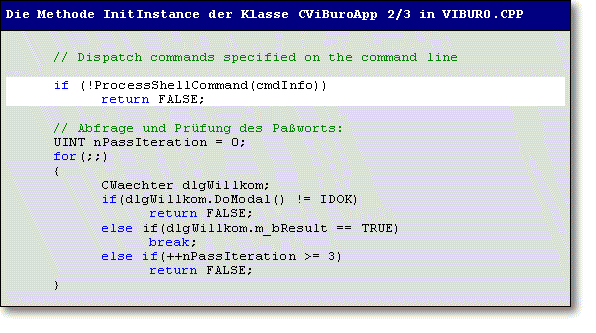 Die Methode InitInstance der Klasse CViBuroApp 2/3 in VIBURO.CPP
// Dispatch commands specified on the command line
if (!ProcessShellCommand(cmdInfo))
return FALSE;
// Abfrage und Prüfung des Paßworts:
UINT nPassIteration = 0;
for(;;)
{
CWaechter dlgWillkom;
if(dlgWillkom.DoModal() != IDOK)
return FALSE;
else if(dlgWillkom.m_bResult == TRUE)
break;
else if(++nPassIteration >= 3)
return FALSE;
}